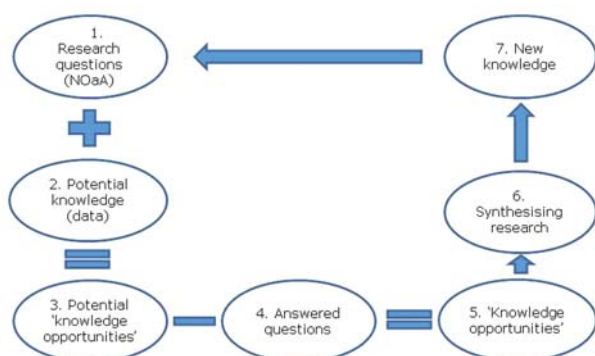 1.
Research
questions
(NOaA)
7. New
knowledge
2. Potential
knowledge
(data)
6.
Synthesising
research
3. Potential
‘knowledge
opportunities’
4. Answered
questions
5. ‘Knowledge
opportunities’